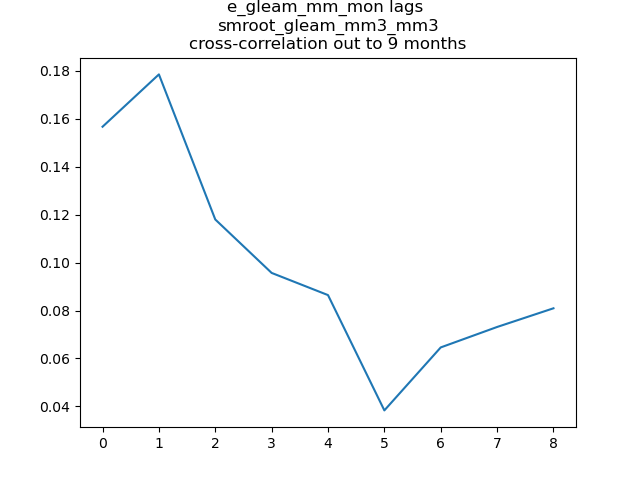 e_gleam_mm_mon lags
smroot_gleam_mm3_mm3
cross-correlation out to 9 months
0.18
0.16
0.14
0.12
0.10
0.08
0.06
0.04
0 1 2 3 4 5 6 7 8